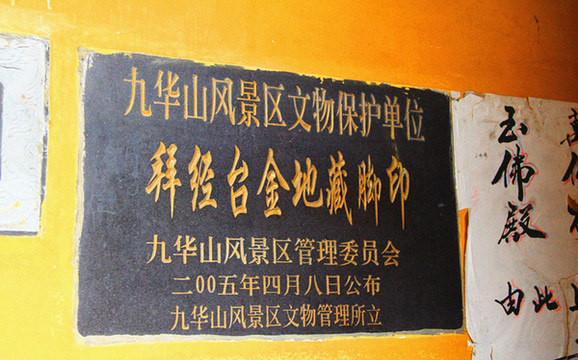 九华山风景区文物保护单位
拜经台金地藏脚印
九华山风景区管理委员会
二00五年四月八日公布
九华山风景区文物管理所立
玉佛殿
由此上